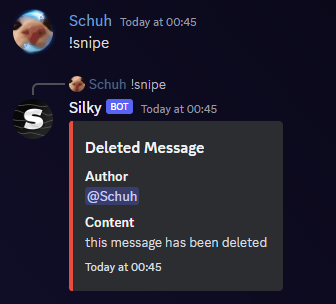 Schuh Today at 00:45
!snipe
Schuh !snipe
S
Silky BOT Today at 00:45
Deleted Message
Author
@Schuh
Content
this message has been deleted
Today at 00:45